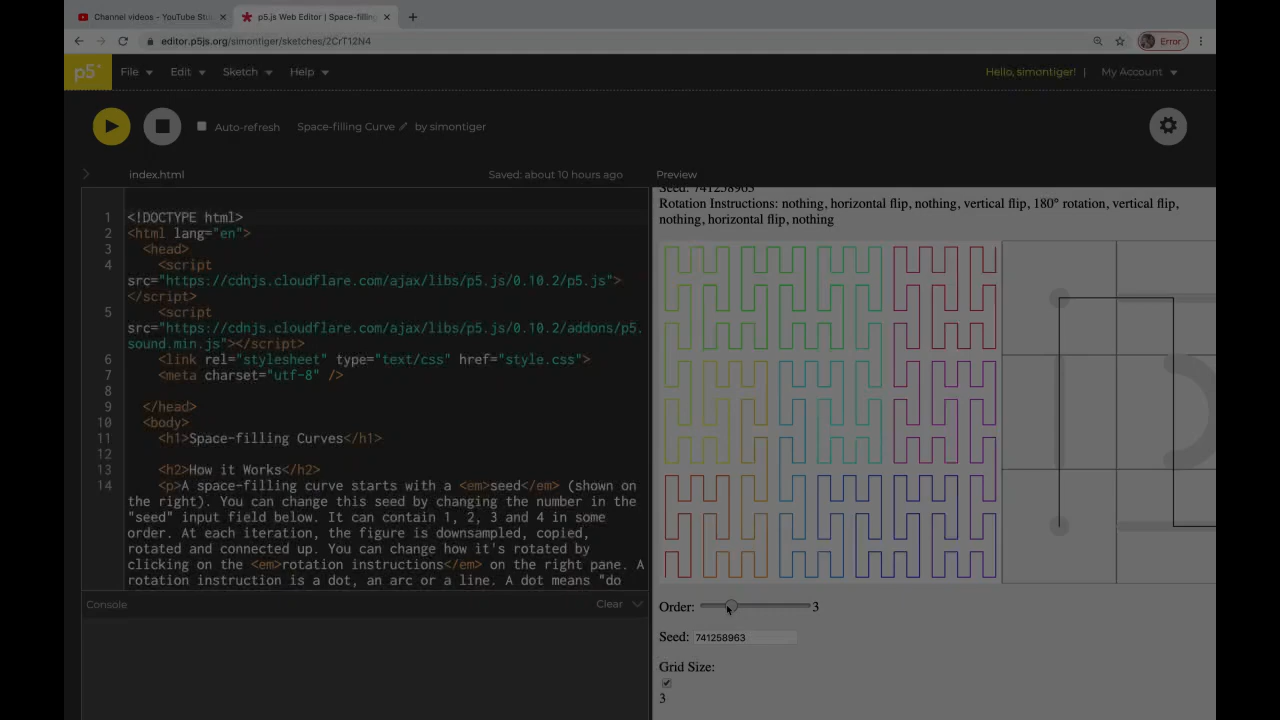 Channel videos - YouTube Stu
p5.js Web Editor | Space-filling
editor.p5js.org/simontiger/sketches/2CrT12N4
Error
p5*
File
Edit
Sketch
Help
Hello, simontiger!
|
My Account
Auto-refresh
Space-filling Curve
by simontiger
index.html
Saved: about 10 hours ago
Preview
1 <!DOCTYPE html>
2 <html lang="en">
3 <head>
4 <script
src="https://cdnjs.cloudflare.com/ajax/libs/p5.js/0.10.2/p5.js">
</script>
5 <script
src="https://cdnjs.cloudflare.com/ajax/libs/p5.js/0.10.2/addons/p5.
sound.min.js"></script>
6 <link rel="stylesheet" type="text/css" href="style.css">
7 <meta charset="utf-8" />
8
9 </head>
10 <body>
11 <h1>Space-filling Curves</h1>
12
13 <h2>How it Works</h2>
14 <p>A space-filling curve starts with a <em>seed</em> (shown on
the right). You can change this seed by changing the number in the
"seed" input field below. It can contain 1, 2, 3 and 4 in some
order. At each iteration, the figure is downsampled, copied,
rotated and connected up. You can change how it's rotated by
clicking on the <em>rotation instructions</em> on the right pane. A
rotation instruction is a dot, an arc or a line. A dot means "do
Console
Clear
Seed: 741258963
Rotation Instructions: nothing, horizontal flip, nothing, vertical flip, 180° rotation, vertical flip,
nothing, horizontal flip, nothing
Order: 3
Seed: 741258963
Grid Size:
3